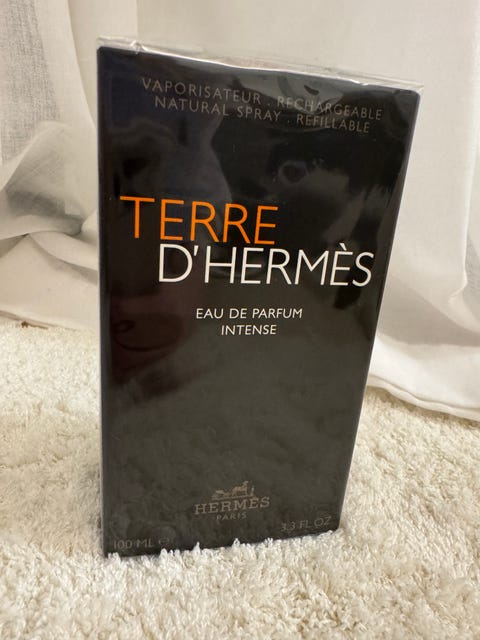 VAPORISATEUR . RECHARGEABLE
NATURAL SPRAY . REFILLABLE
TERRE
D'HERMÈS
EAU DE PARFUM
INTENSE
HERMÈS
PARIS
100 ML e 3.3 FL OZ